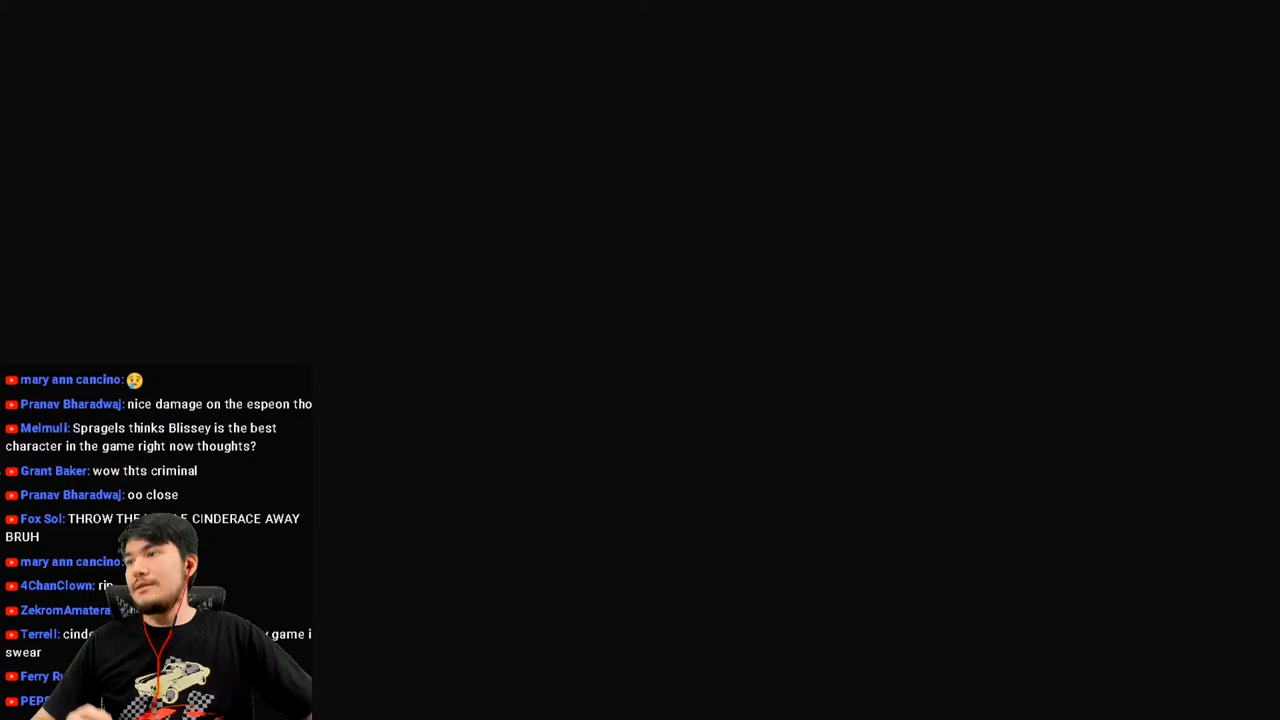 mary ann cancino: 😢
Pranav Bharadwaj: nice damage on the espeon tho
Melmuli: Spragels thinks Blissey is the best
character in the game right now thoughts?
Grant Baker: wow thts criminal
Pranav Bharadwaj: oo close
Fox Sol: THROW THE CINDERACE AWAY
BRUH
mary ann cancino:
4ChanClown: rip
ZekromAmatera
Terrell: game i
swear
Ferry